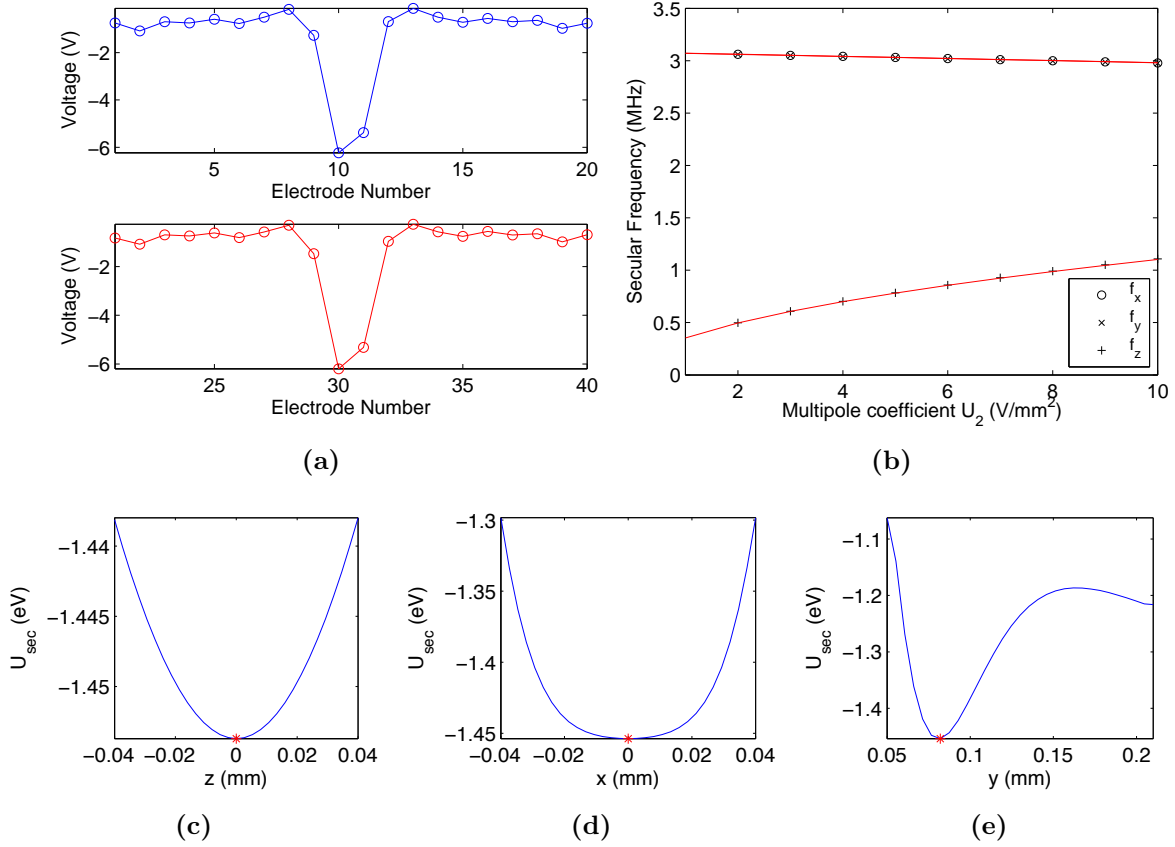 Voltage (V)
−2
−4
−6
5 10 15 20
Electrode Number
Voltage (V)
−2
−4
−6
25 30 35 40
Electrode Number
(a)
Secular Frequency (MHz)
3.5
3
2.5
2
1.5
1
0.5
0
f_x
f_y
f_z
2 4 6 8 10
Multipole coefficient U_2 (V/mm^2)
(b)
U_sec (eV)
−1.44
−1.445
−1.45
−0.04 −0.02 0 0.02 0.04
z (mm)
(c)
U_sec (eV)
−1.3
−1.35
−1.4
−1.45
−0.04 −0.02 0 0.02 0.04
x (mm)
(d)
U_sec (eV)
−1.1
−1.2
−1.3
−1.4
0.05 0.1 0.15 0.2
y (mm)
(e)